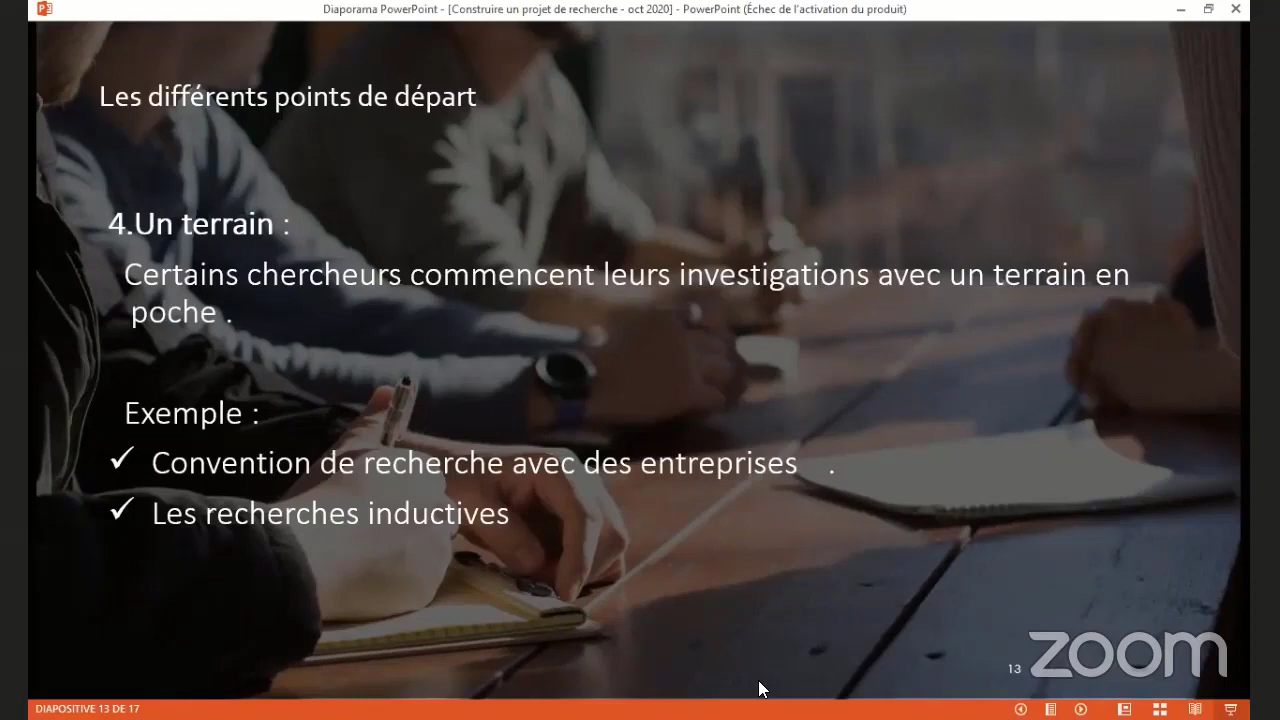 Diaporama PowerPoint - [Construire un projet de recherche - oct 2020] - PowerPoint (Échec de l'activation du produit)
Les différents points de départ
4.Un terrain :
Certains chercheurs commencent leurs investigations avec un terrain en
poche .
Exemple :
✓ Convention de recherche avec des entreprises .
✓ Les recherches inductives
13
zoom
DIAPOSITIVE 13 DE 17